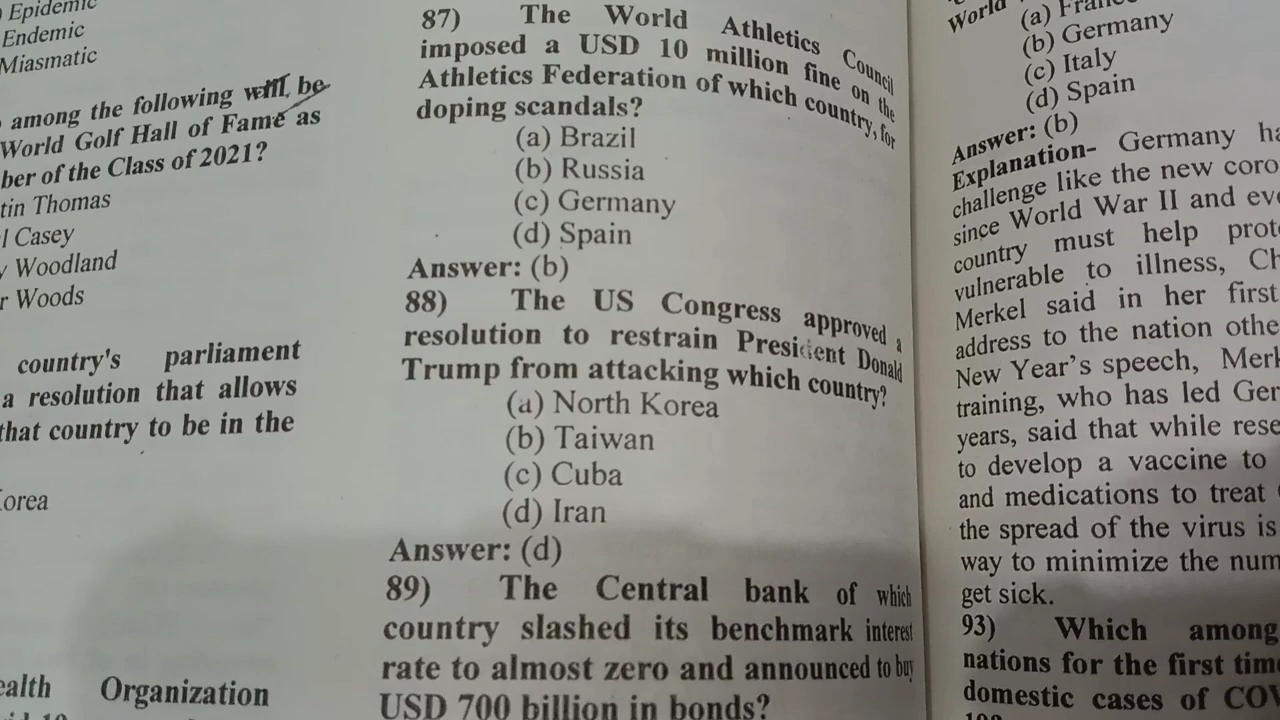 Epidemic
Endemic
Miasmatic
among the following will be
World Golf Hall of Fame as
ber of the Class of 2021?
tin Thomas
l Casey
y Woodland
r Woods
country's parliament
a resolution that allows
that country to be in the
orea
ealth Organization
87) The World Athletics Council
imposed a USD 10 million fine on the
Athletics Federation of which country, for
doping scandals?
(a) Brazil
(b) Russia
(c) Germany
(d) Spain
Answer: (b)
88) The US Congress approved a
resolution to restrain President Donald
Trump from attacking which country?
(a) North Korea
(b) Taiwan
(c) Cuba
(d) Iran
Answer: (d)
89) The Central bank of which
country slashed its benchmark interest
rate to almost zero and announced to buy
USD 700 billion in bonds?
World
(a)
(b) Germany
(c) Italy
(d) Spain
Answer: (b)
Explanation- Germany ha
challenge like the new coro
since World War II and eve
country must help prote
vulnerable to illness, Ch
Merkel said in her first
address to the nation othe
New Year's speech, Merk
training, who has led Ger
years, said that while rese
to develop a vaccine to
and medications to treat
the spread of the virus is
way to minimize the num
get sick.
93) Which among
nations for the first time
domestic cases of COV